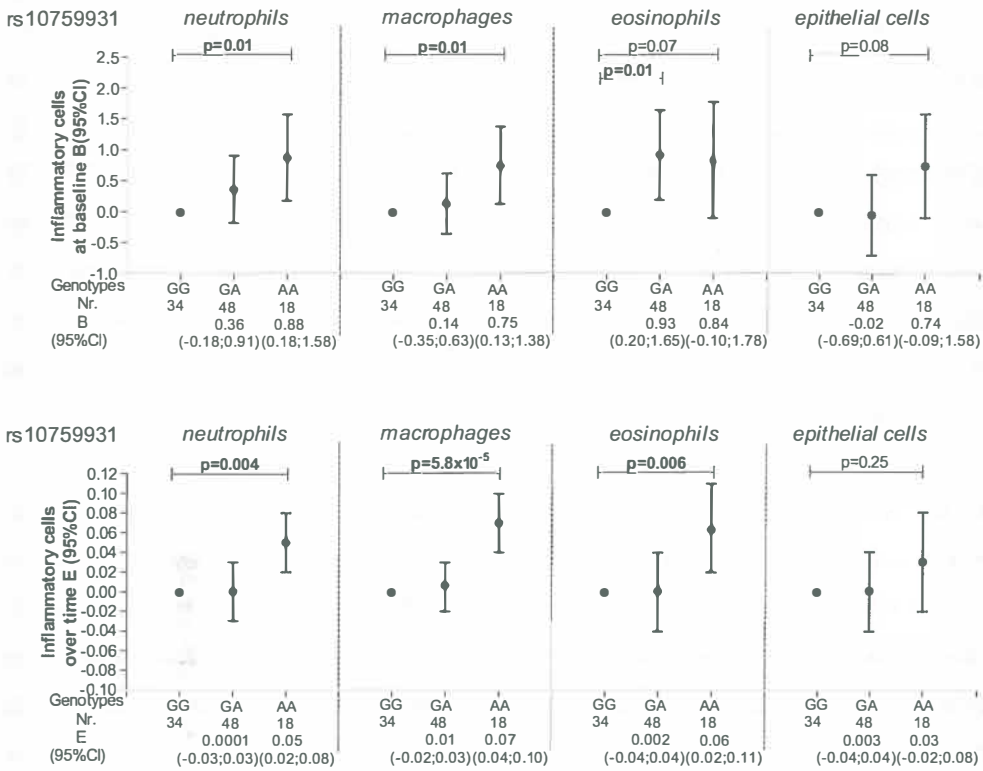 rs10759931 neutrophils macrophages eosinophils epithelial cells
p=0.01 p=0.01 p=0.07 p=0.08
p=0.01
Inflammatory cells
at baseline B(95%CI)
2.5
2.0
1.5
1.0
0.5
0.0
-0.5
-1.0
Genotypes GG GA AA GG GA AA GG GA AA GG GA AA
Nr. 34 48 18 34 48 18 34 48 18 34 48 18
B 0.36 0.88 0.14 0.75 0.93 0.84 -0.02 0.74
(95%CI) (-0.18;0.91)(0.18;1.58) (-0.35;0.63)(0.13;1.38) (0.20;1.65)(-0.10;1.78) (-0.69;0.61)(-0.09;1.58)
rs10759931 neutrophils macrophages eosinophils epithelial cells
p=0.004 p=5.8x10⁻⁵ p=0.006 p=0.25
Inflammatory cells
over time E (95%CI)
0.12
0.10
0.08
0.06
0.04
0.02
0.00
-0.02
-0.04
-0.06
-0.08
-0.10
Genotypes GG GA AA GG GA AA GG GA AA GG GA AA
Nr. 34 48 18 34 48 18 34 48 18 34 48 18
E 0.0001 0.05 0.01 0.07 0.002 0.06 0.003 0.03
(95%CI) (-0.03;0.03)(0.02;0.08) (-0.02;0.03)(0.04;0.10) (-0.04;0.04)(0.02;0.11) (-0.04;0.04)(-0.02;0.08)